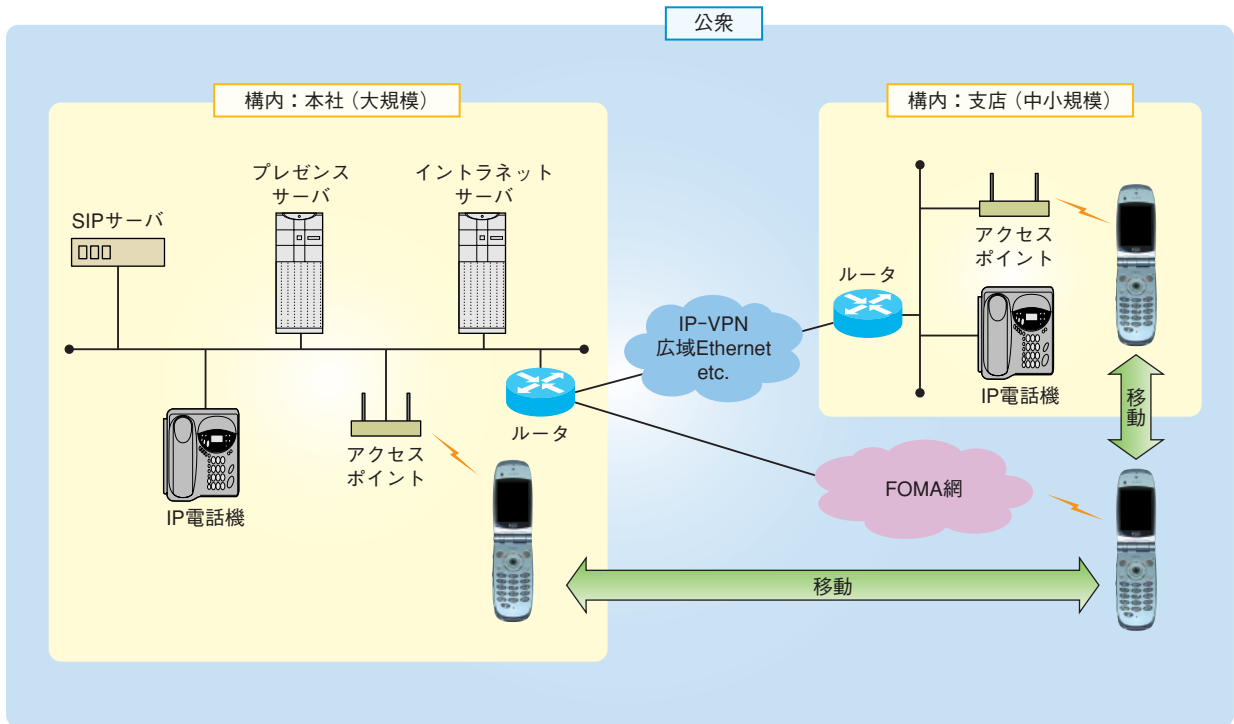 公衆
構内：本社（大規模）
構内：支店（中小規模）
プレゼンス
サーバ
イントラネット
サーバ
SIPサーバ
IP電話機
アクセス
ポイント
ルータ
IP-VPN
広域Ethernet
etc.
ルータ
アクセス
ポイント
IP電話機
移動
FOMA網
移動